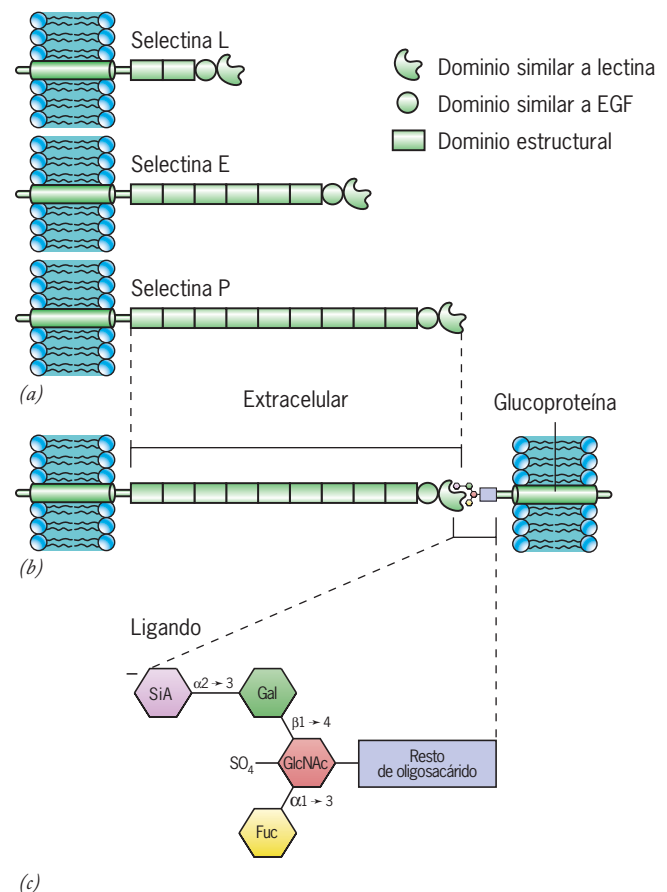 Selectina L
Dominio similar a lectina
Dominio similar a EGF
Dominio estructural
Selectina E
Selectina P
(a)
Extracelular
Glucoproteína
(b)
Ligando
−
SiA
α2 → 3
Gal
β1 → 4
SO₄
GlcNAc
Resto
de oligosacárido
α1 → 3
Fuc
(c)